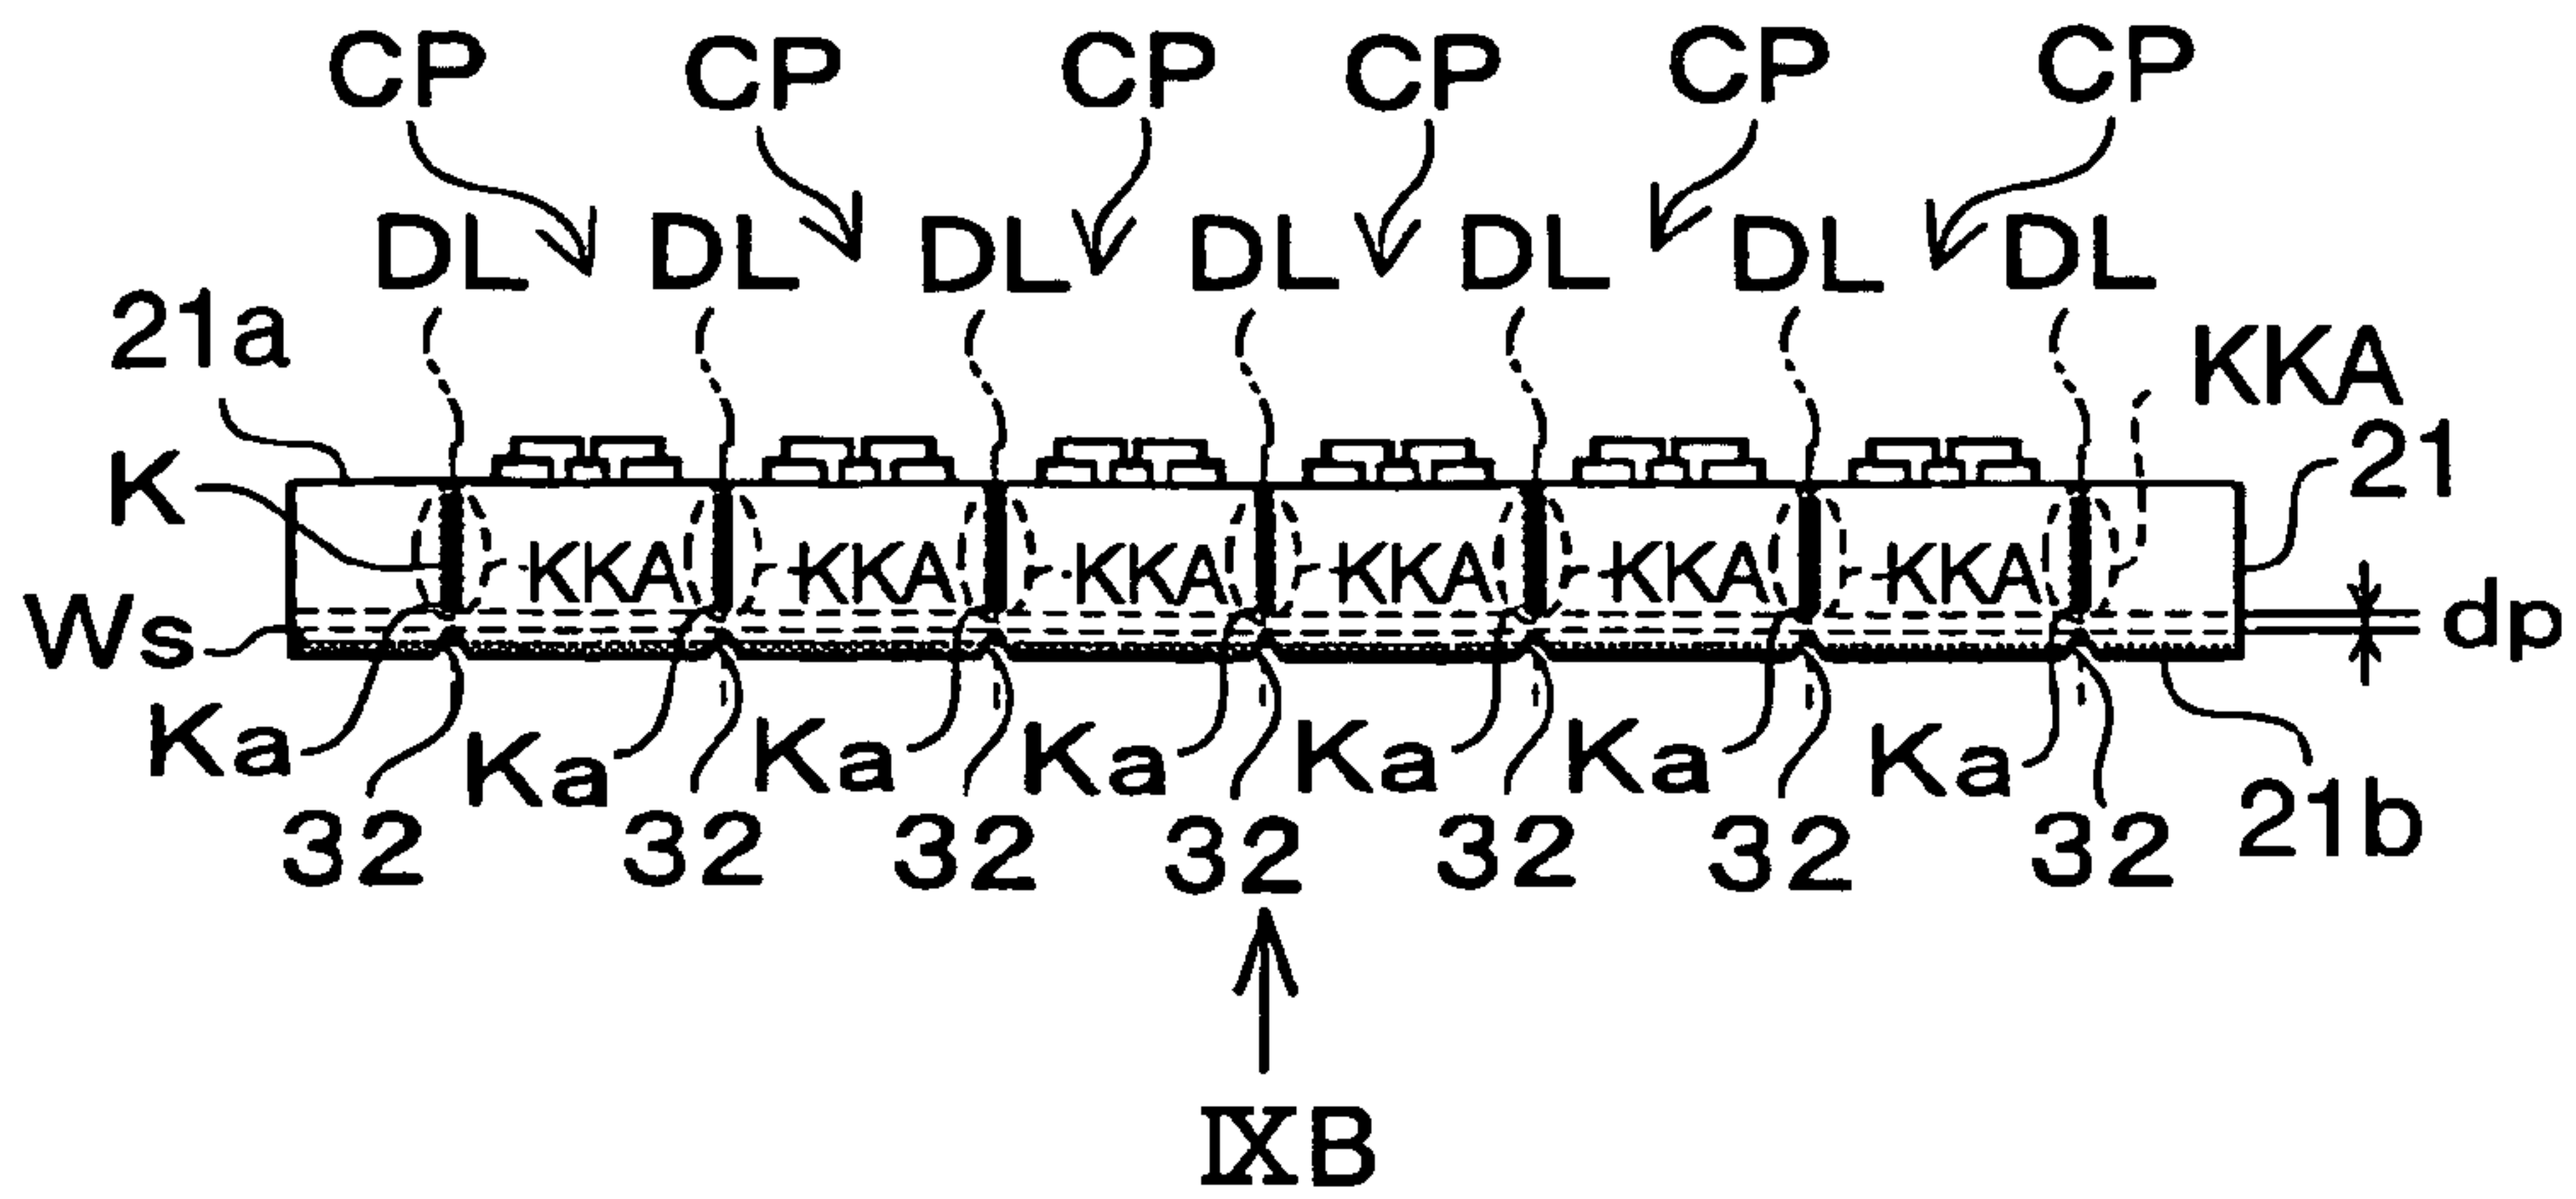 CP CP CP CP CP CP
DL DL DL DL DL DL DL
21a KKA
K 21
KKA KKA KKA KKA KKA KKA
Ws dp
Ka Ka Ka Ka Ka Ka Ka
32 32 32 32 32 32 32 21b
IXB